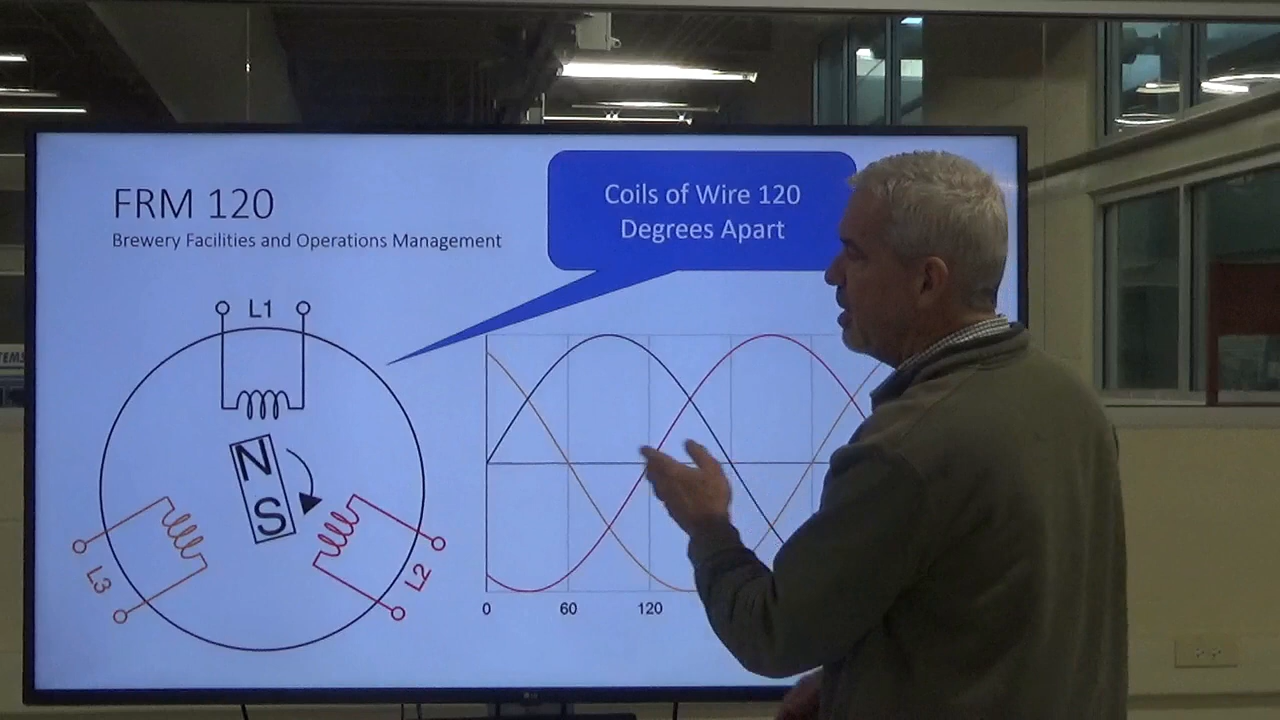 FRM 120
Brewery Facilities and Operations Management
Coils of Wire 120
Degrees Apart
L1
N
S
L3
L2
0 60 120
LG